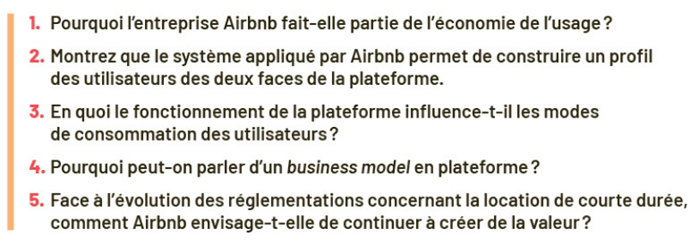 1. Pourquoi l'entreprise Airbnb fait-elle partie de l'économie de l'usage ?
2. Montrez que le système appliqué par Airbnb permet de construire un profil
des utilisateurs des deux faces de la plateforme.
3. En quoi le fonctionnement de la plateforme influence-t-il les modes
de consommation des utilisateurs ?
4. Pourquoi peut-on parler d'un business model en plateforme ?
5. Face à l'évolution des réglementations concernant la location de courte durée,
comment Airbnb envisage-t-elle de continuer à créer de la valeur ?